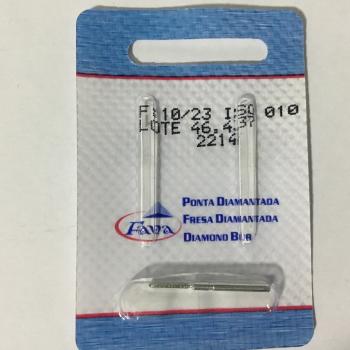 F 10/23 ISO 010
LOTE 46.437
2214
PONTA DIAMANTADA
FRESA DIAMANTADA
DIAMOND BUR
Fava